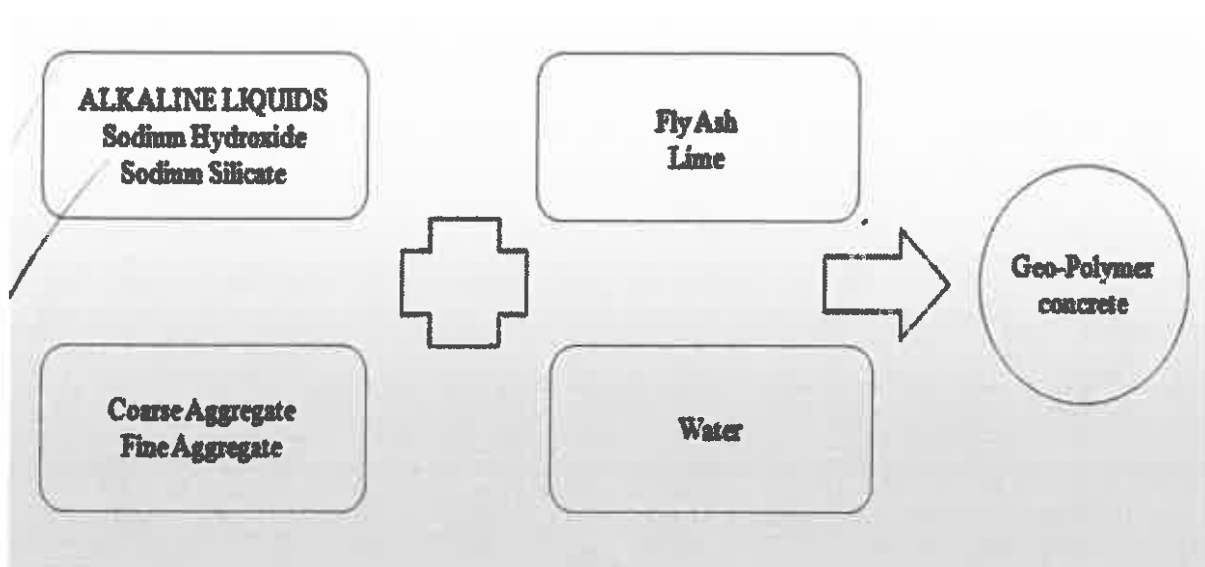 ALKALINE LIQUIDS
Sodium Hydroxide
Sodium Silicate
Fly Ash
Lime
Coarse Aggregate
Fine Aggregate
Water
Geo-Polymer
concrete